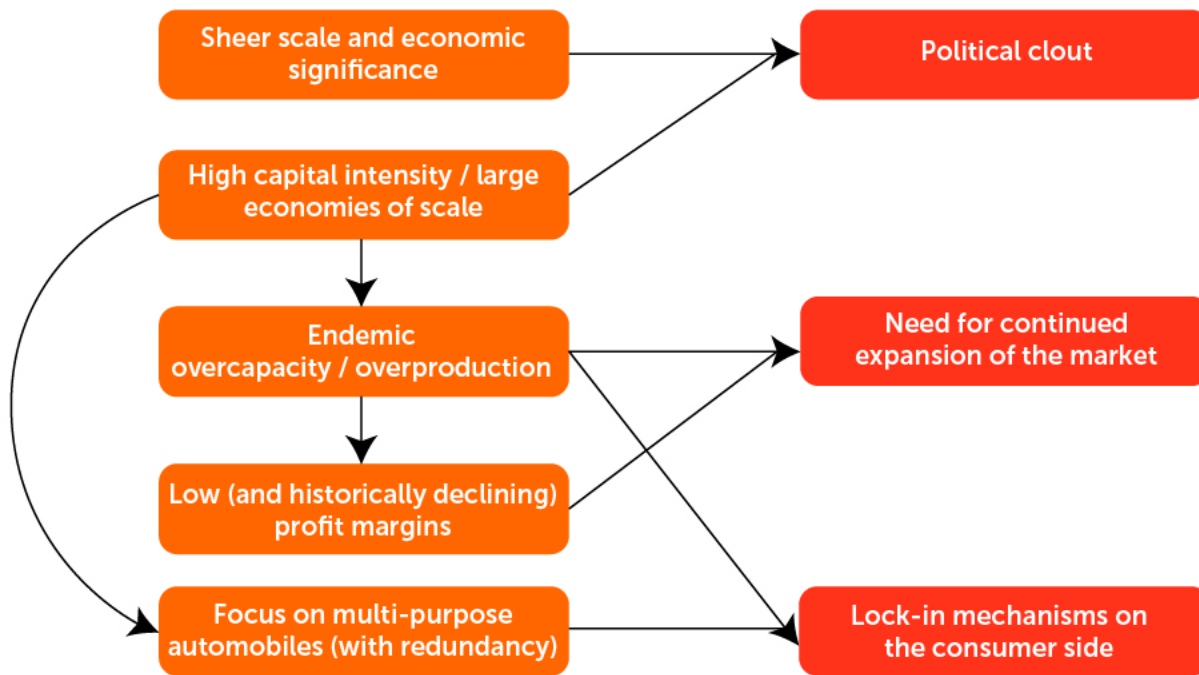 Sheer scale and economic
significance
Political clout
High capital intensity / large
economies of scale
Endemic
overcapacity / overproduction
Need for continued
expansion of the market
Low (and historically declining)
profit margins
Focus on multi-purpose
automobiles (with redundancy)
Lock-in mechanisms on
the consumer side